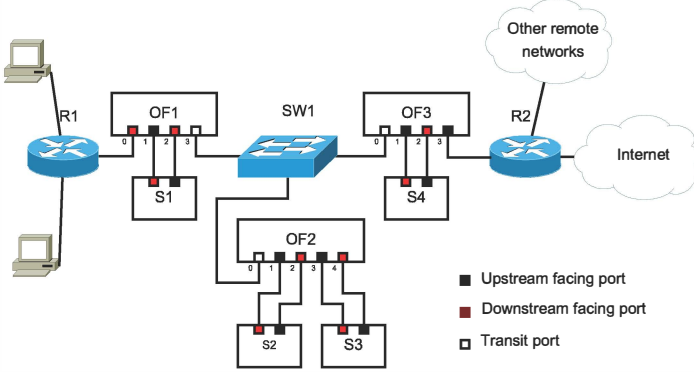 Other remote
networks
R1
OF1
SW1
OF3
R2
0 1 2 3
0 1 2 3
Internet
S1
S4
OF2
0 1 2 3 4
Upstream facing port
Downstream facing port
Transit port
S2
S3